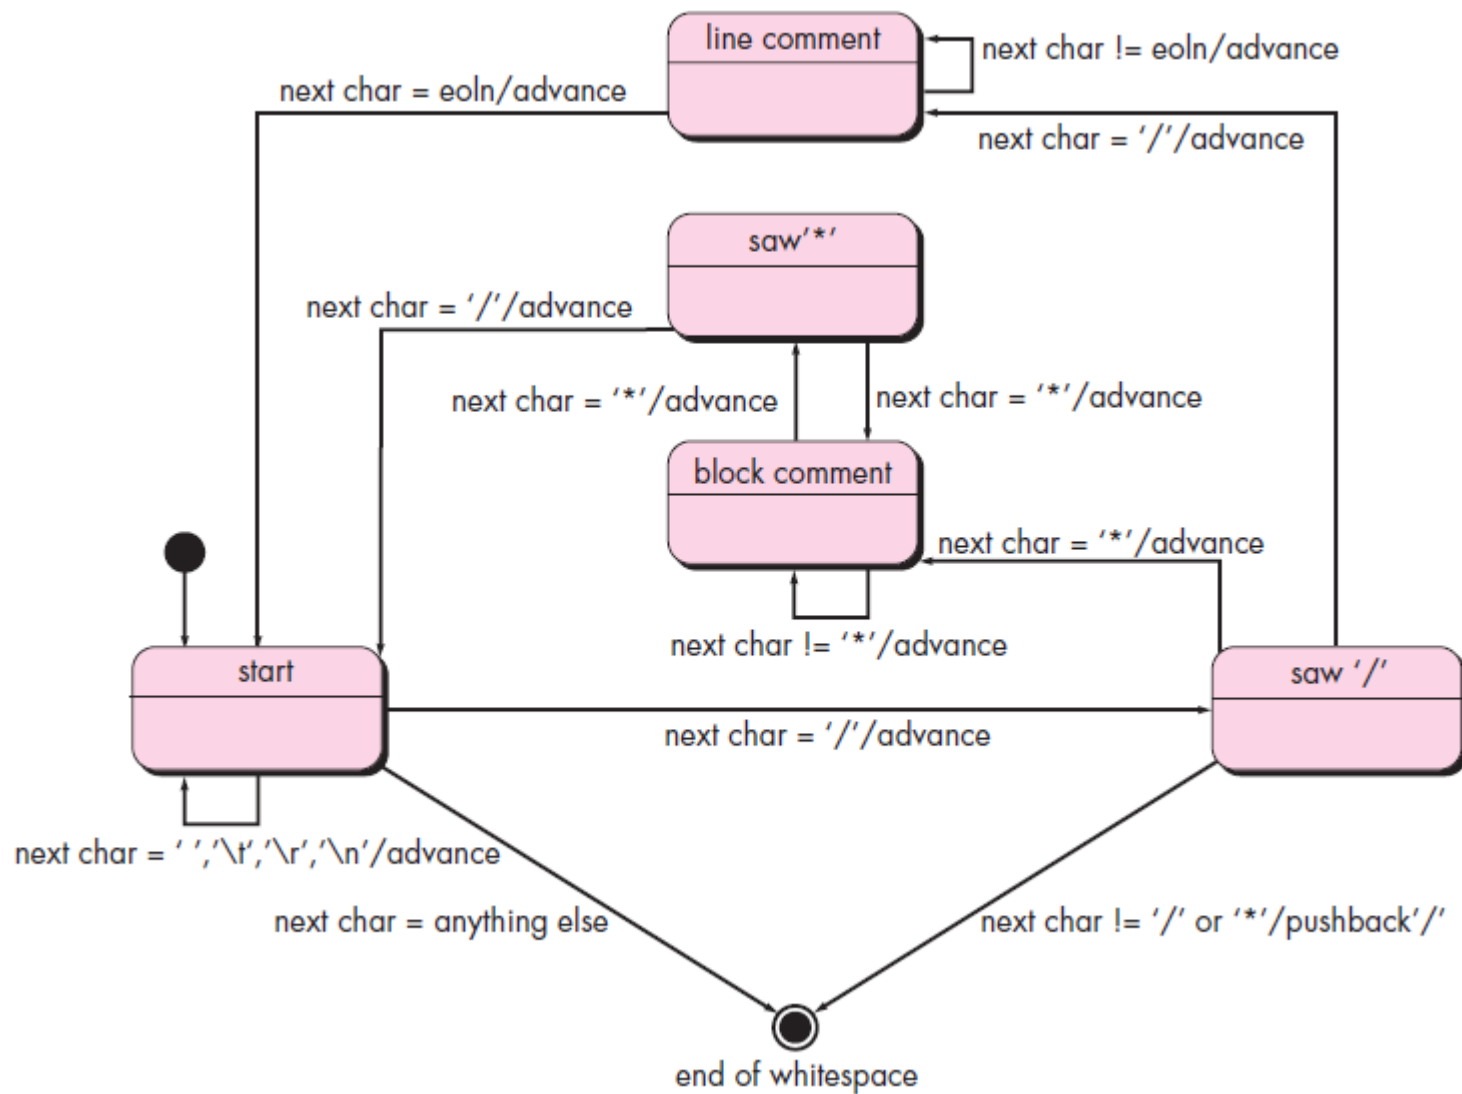 line comment
next char != eoln/advance
next char = eoln/advance
next char = ‘/’/advance
saw’*’
next char = ‘/’/advance
next char = ‘*’/advance
next char = ‘*’/advance
block comment
next char = ‘*’/advance
next char != ‘*’/advance
start
saw ‘/’
next char = ‘/’/advance
next char = ‘ ’,’\t’,’\r’,’\n’/advance
next char = anything else
next char != ‘/’ or ‘*’/pushback’/’
end of whitespace